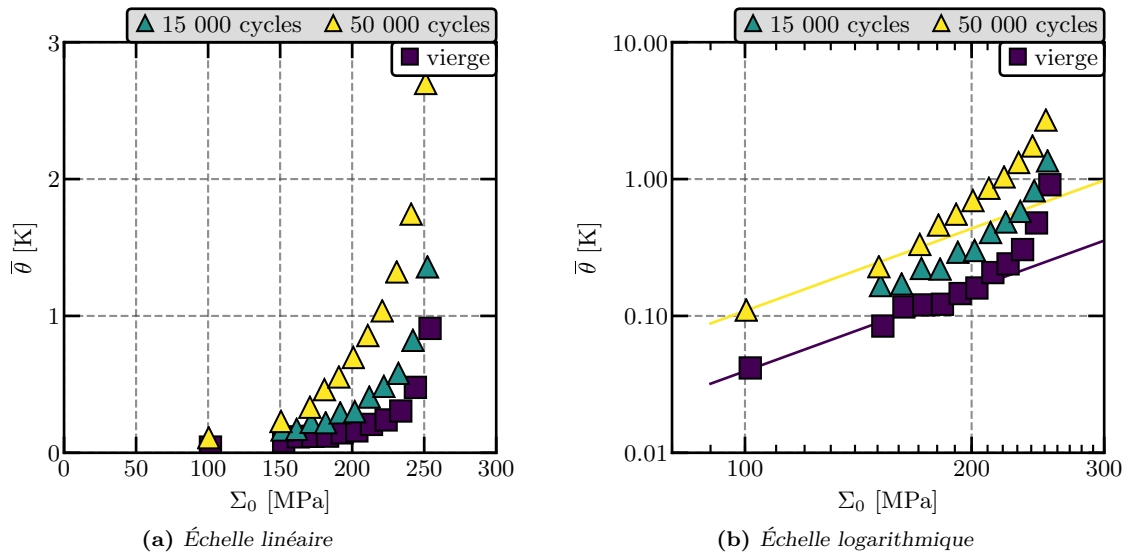 15 000 cycles 50 000 cycles
vierge
3
2
1
0
θ [K]
0 50 100 150 200 250 300
Σ₀ [MPa]
(a) Échelle linéaire
15 000 cycles 50 000 cycles
vierge
10.00
1.00
0.10
0.01
θ̅ [K]
100 200 300
Σ₀ [MPa]
(b) Échelle logarithmique